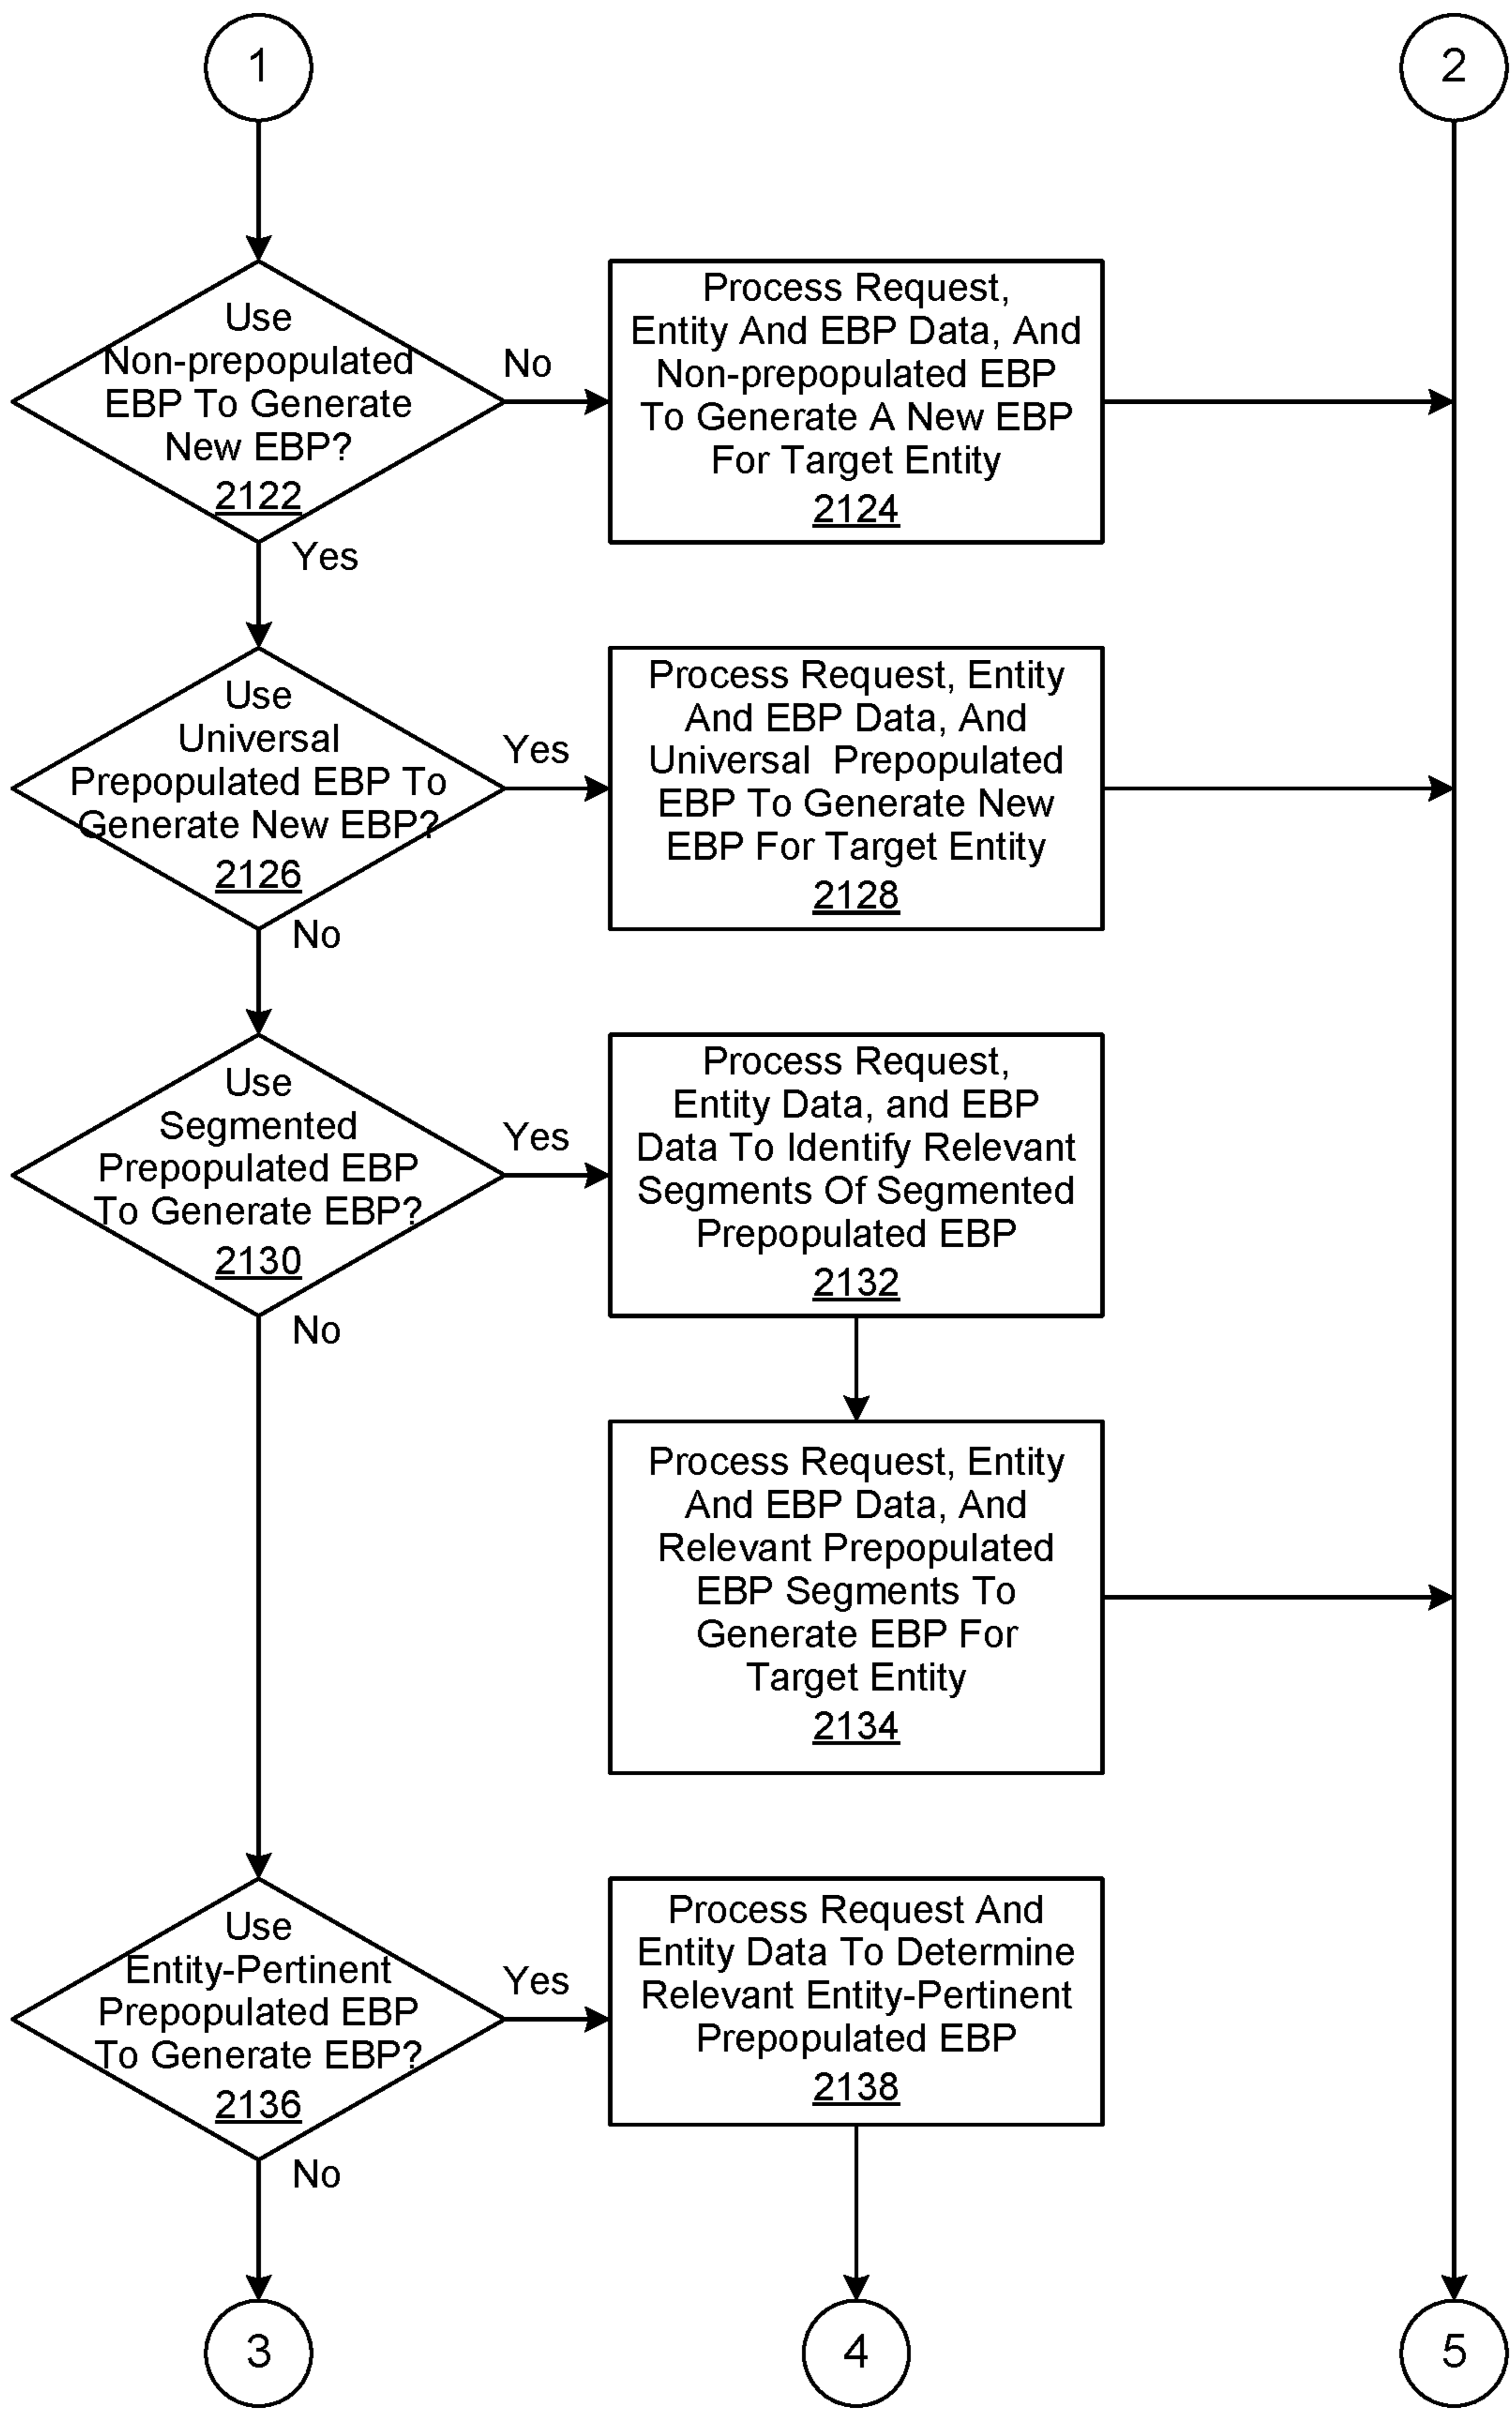 1
2
Use
Non-prepopulated
EBP To Generate
New EBP?
2122
No
Yes
Process Request,
Entity And EBP Data, And
Non-prepopulated EBP
To Generate A New EBP
For Target Entity
2124
Use
Universal
Prepopulated EBP To
Generate New EBP?
2126
Yes
No
Process Request, Entity
And EBP Data, And
Universal Prepopulated
EBP To Generate New
EBP For Target Entity
2128
Use
Segmented
Prepopulated EBP
To Generate EBP?
2130
Yes
No
Process Request,
Entity Data, and EBP
Data To Identify Relevant
Segments Of Segmented
Prepopulated EBP
2132
Process Request, Entity
And EBP Data, And
Relevant Prepopulated
EBP Segments To
Generate EBP For
Target Entity
2134
Use
Entity-Pertinent
Prepopulated EBP
To Generate EBP?
2136
Yes
No
Process Request And
Entity Data To Determine
Relevant Entity-Pertinent
Prepopulated EBP
2138
3
4
5